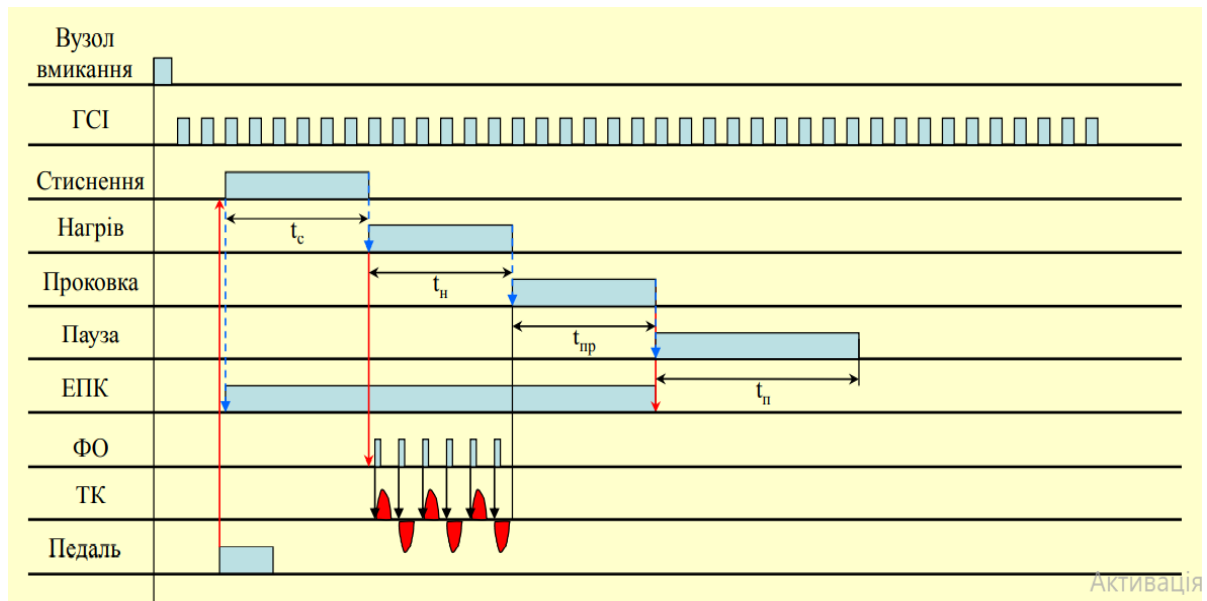 Вузол
вмикання
ГСІ
Стиснення
tс
Нагрів
tн
Проковка
tпр
Пауза
tп
ЕПК
ФО
ТК
Педаль
Активація